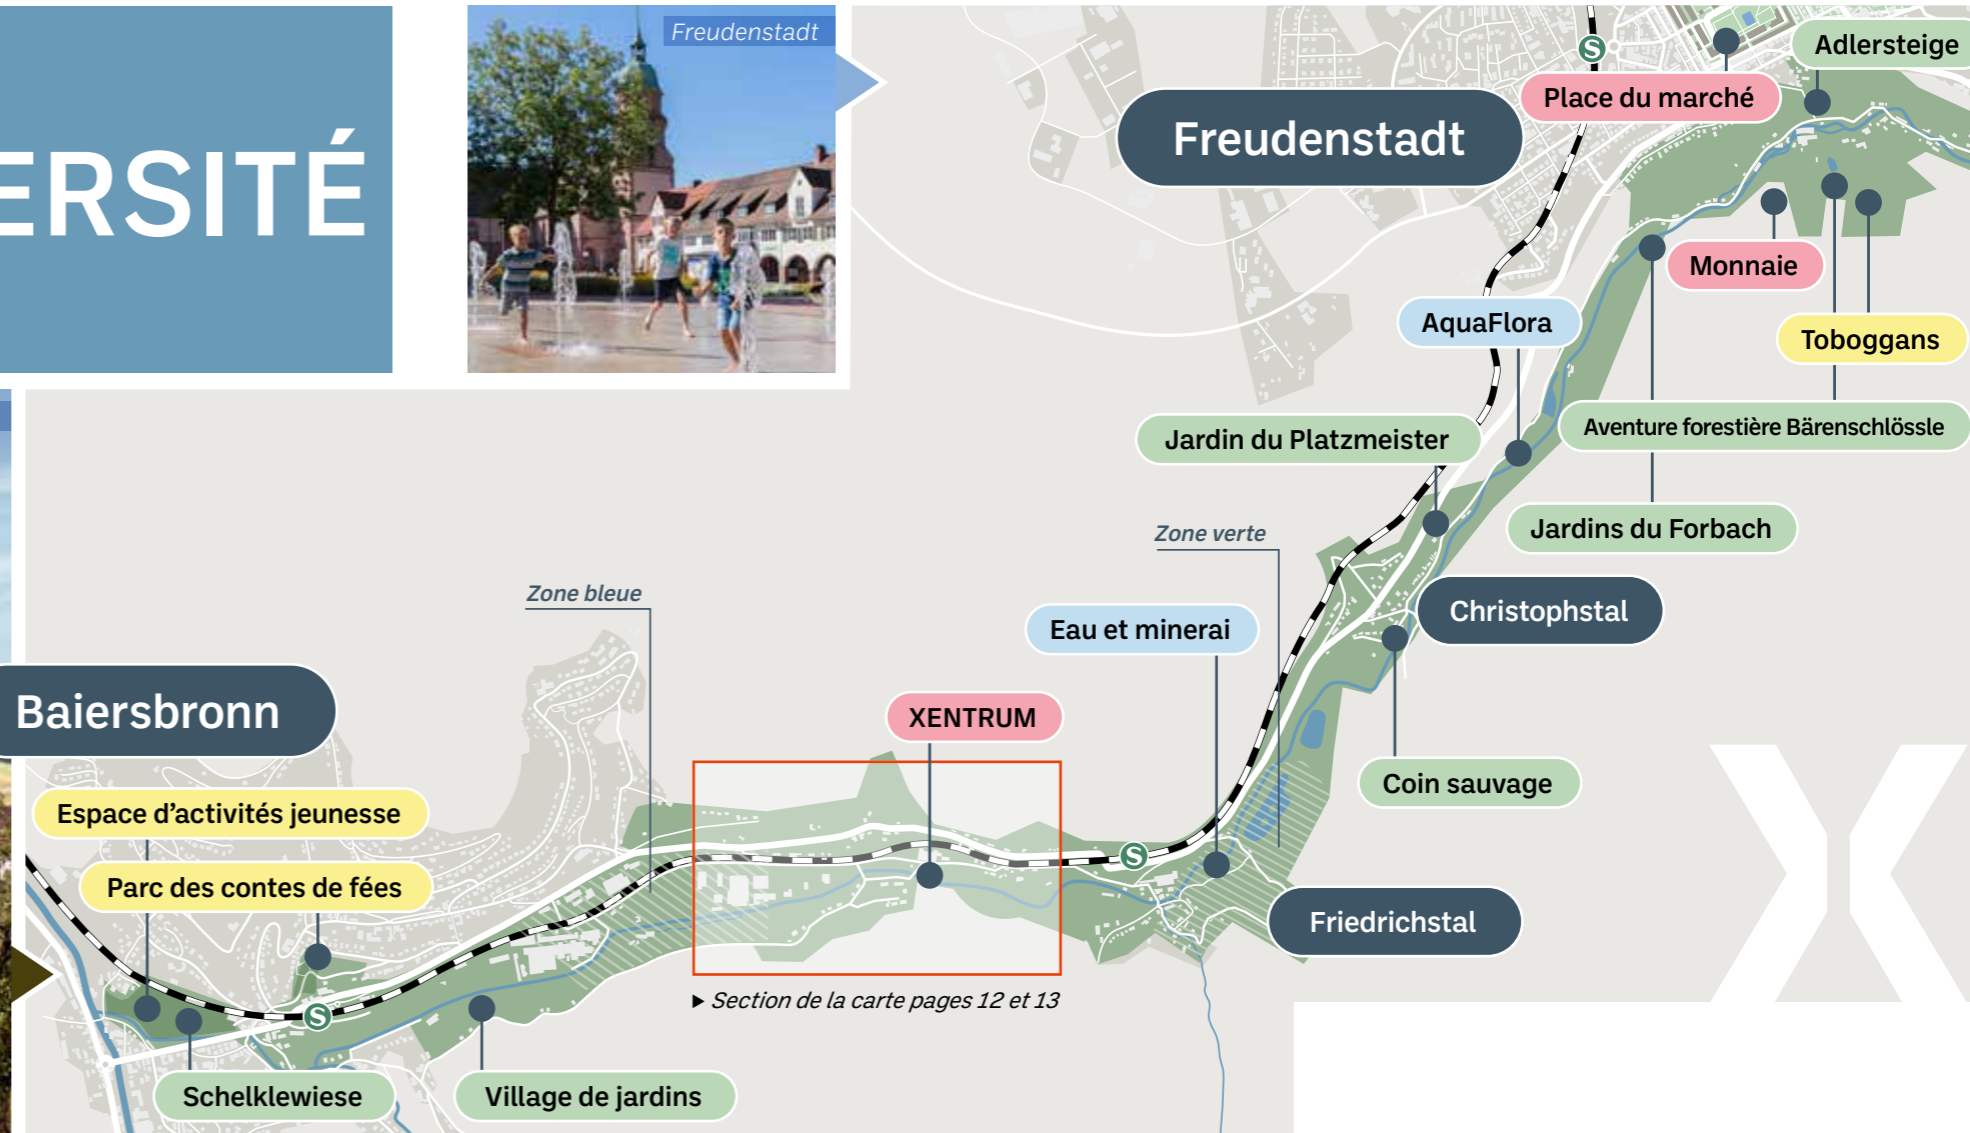 ERSITÉ
Freudenstadt
S
Adlersteige
Place du marché
Freudenstadt
Monnaie
AquaFlora
Toboggans
Jardin du Platzmeister
Aventure forestière Bärenschlössle
Jardins du Forbach
Zone verte
Zone bleue
Christophstal
Eau et minerai
Baiersbronn
XENTRUM
Coin sauvage
Espace d'activités jeunesse
S
Parc des contes de fées
Friedrichstal
▶ Section de la carte pages 12 et 13
S
Schelklewiese
Village de jardins
X